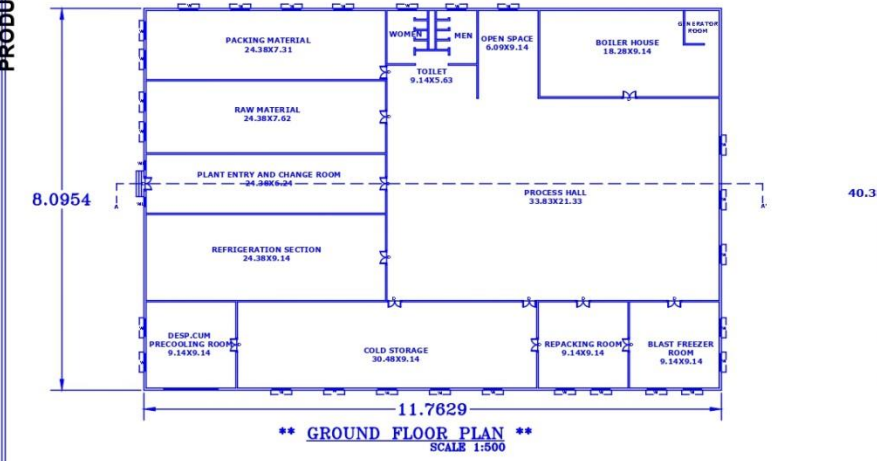 PRODU
PACKING MATERIAL
24.38X7.31
WOMEN
MEN
OPEN SPACE
6.09X9.14
BOILER HOUSE
18.28X9.14
GENERATOR
ROOM
TOILET
9.14X5.63
RAW MATERIAL
24.38X7.62
PLANT ENTRY AND CHANGE ROOM
24.38X6.24
8.0954
PROCESS HALL
33.83X21.33
40.3
A
A'
REFRIGERATION SECTION
24.38X9.14
DESP.CUM
PRECOOLING ROOM
9.14X9.14
COLD STORAGE
30.48X9.14
REPACKING ROOM
9.14X9.14
BLAST FREEZER
ROOM
9.14X9.14
11.7629
** GROUND FLOOR PLAN **
SCALE 1:500